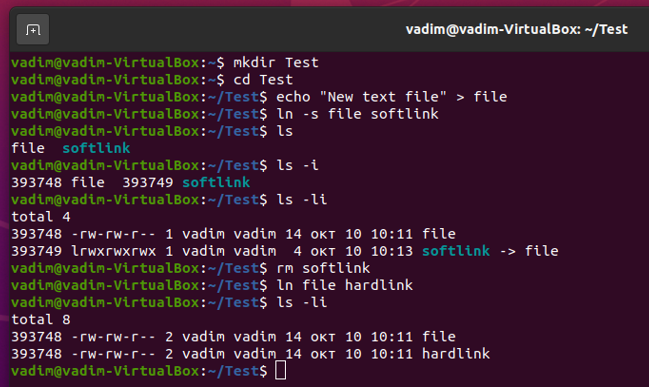 vadim@vadim-VirtualBox: ~/Test
vadim@vadim-VirtualBox:~$ mkdir Test
vadim@vadim-VirtualBox:~$ cd Test
vadim@vadim-VirtualBox:~/Test$ echo "New text file" > file
vadim@vadim-VirtualBox:~/Test$ ln -s file softlink
vadim@vadim-VirtualBox:~/Test$ ls
file  softlink
vadim@vadim-VirtualBox:~/Test$ ls -i
393748 file  393749 softlink
vadim@vadim-VirtualBox:~/Test$ ls -li
total 4
393748 -rw-rw-r-- 1 vadim vadim 14 окт 10 10:11 file
393749 lrwxrwxrwx 1 vadim vadim  4 окт 10 10:13 softlink -> file
vadim@vadim-VirtualBox:~/Test$ rm softlink
vadim@vadim-VirtualBox:~/Test$ ln file hardlink
vadim@vadim-VirtualBox:~/Test$ ls -li
total 8
393748 -rw-rw-r-- 2 vadim vadim 14 окт 10 10:11 file
393748 -rw-rw-r-- 2 vadim vadim 14 окт 10 10:11 hardlink
vadim@vadim-VirtualBox:~/Test$